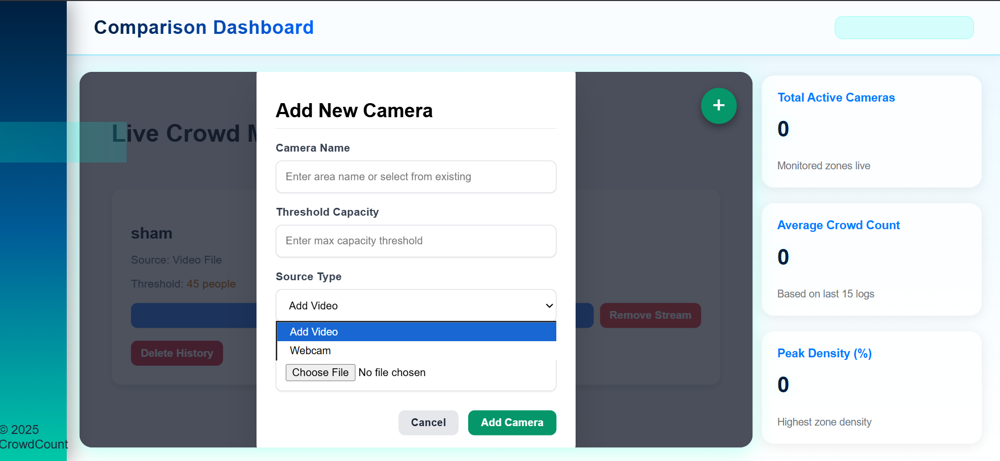 Comparison Dashboard
Live Crowd M
+
sham
Source: Video File
Threshold: 45 people
Remove Stream
Delete History
Add New Camera
Camera Name
Enter area name or select from existing
Threshold Capacity
Enter max capacity threshold
Source Type
Add Video
Add Video
Webcam
Choose File No file chosen
Cancel
Add Camera
Total Active Cameras
0
Monitored zones live
Average Crowd Count
0
Based on last 15 logs
Peak Density (%)
0
Highest zone density
© 2025
CrowdCount